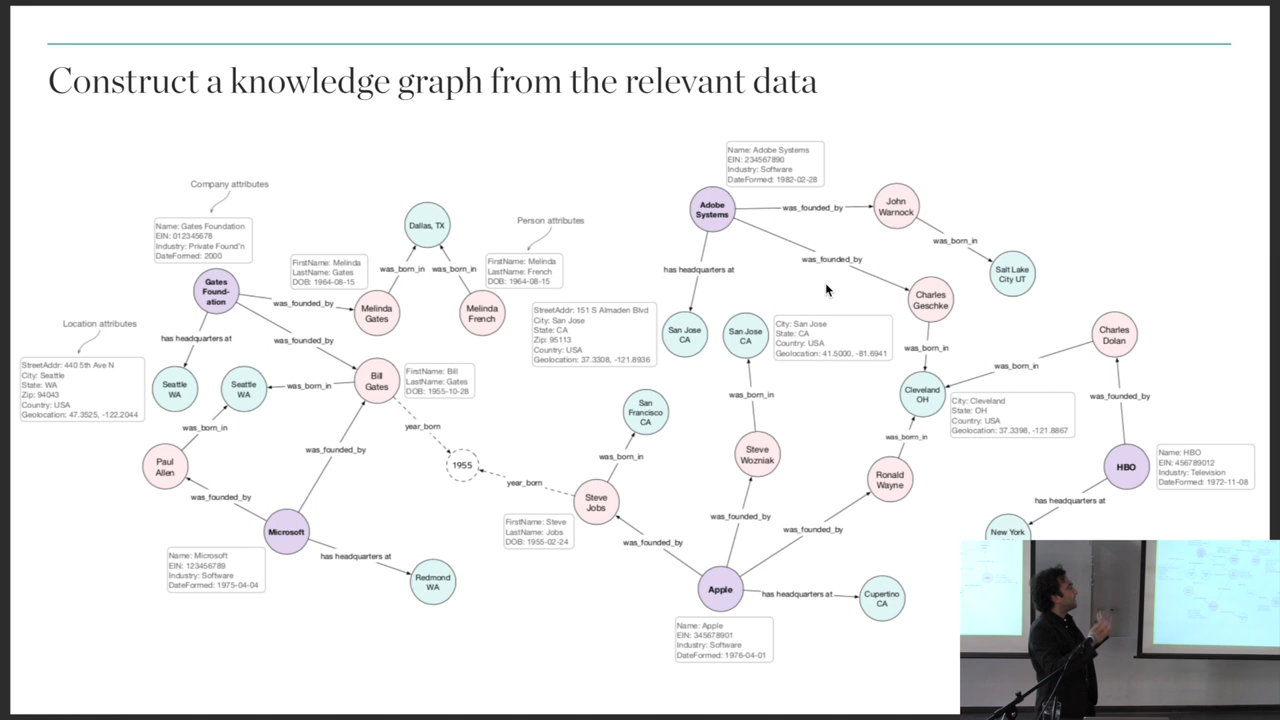 Construct a knowledge graph from the relevant data
Company attributes
Name: Gates Foundation
EIN: 012345678
Industry: Private Found'n
DateFormed: 2000
Gates
Found-
ation
was_founded_by
was_founded_by
has headquarters at
Location attributes
StreetAddr: 440 5th Ave N
City: Seattle
State: WA
Zip: 94043
Country: USA
Geolocation: 47.3525, -122.2044
Seattle
WA
Seattle
WA
was_born_in
was_born_in
Paul
Allen
was_founded_by
Microsoft
Name: Microsoft
EIN: 123456789
Industry: Software
DateFormed: 1975-04-04
has headquarters at
Redmond
WA
was_founded_by
FirstName: Melinda
LastName: Gates
DOB: 1964-08-15
Melinda
Gates
was_born_in
Dallas, TX
was_born_in
Person attributes
FirstName: Melinda
LastName: French
DOB: 1964-08-15
Melinda
French
Bill
Gates
FirstName: Bill
LastName: Gates
DOB: 1955-10-28
year_born
1955
year_born
Steve
Jobs
FirstName: Steve
LastName: Jobs
DOB: 1955-02-24
was_born_in
San
Francisco
CA
Name: Adobe Systems
EIN: 234567890
Industry: Software
DateFormed: 1982-02-28
Adobe
Systems
was_founded_by
John
Warnock
was_born_in
Salt Lake
City UT
was_founded_by
Charles
Geschke
was_born_in
has headquarters at
StreetAddr: 151 S Almaden Blvd
City: San Jose
State: CA
Zip: 95113
Country: USA
Geolocation: 37.3308, -121.8936
San Jose
CA
San Jose
CA
City: San Jose
State: CA
Country: USA
Geolocation: 41.5000, -81.6941
was_born_in
Steve
Wozniak
was_founded_by
Cleveland
OH
City: Cleveland
State: OH
Country: USA
Geolocation: 37.3398, -121.8867
was_born_in
Ronald
Wayne
was_founded_by
was_founded_by
Apple
Name: Apple
EIN: 345678901
Industry: Software
DateFormed: 1976-04-01
has headquarters at
Cupertino
CA
Charles
Dolan
was_born_in
was_founded_by
HBO
Name: HBO
EIN: 456789012
Industry: Television
DateFormed: 1972-11-08
has headquarters at
New York